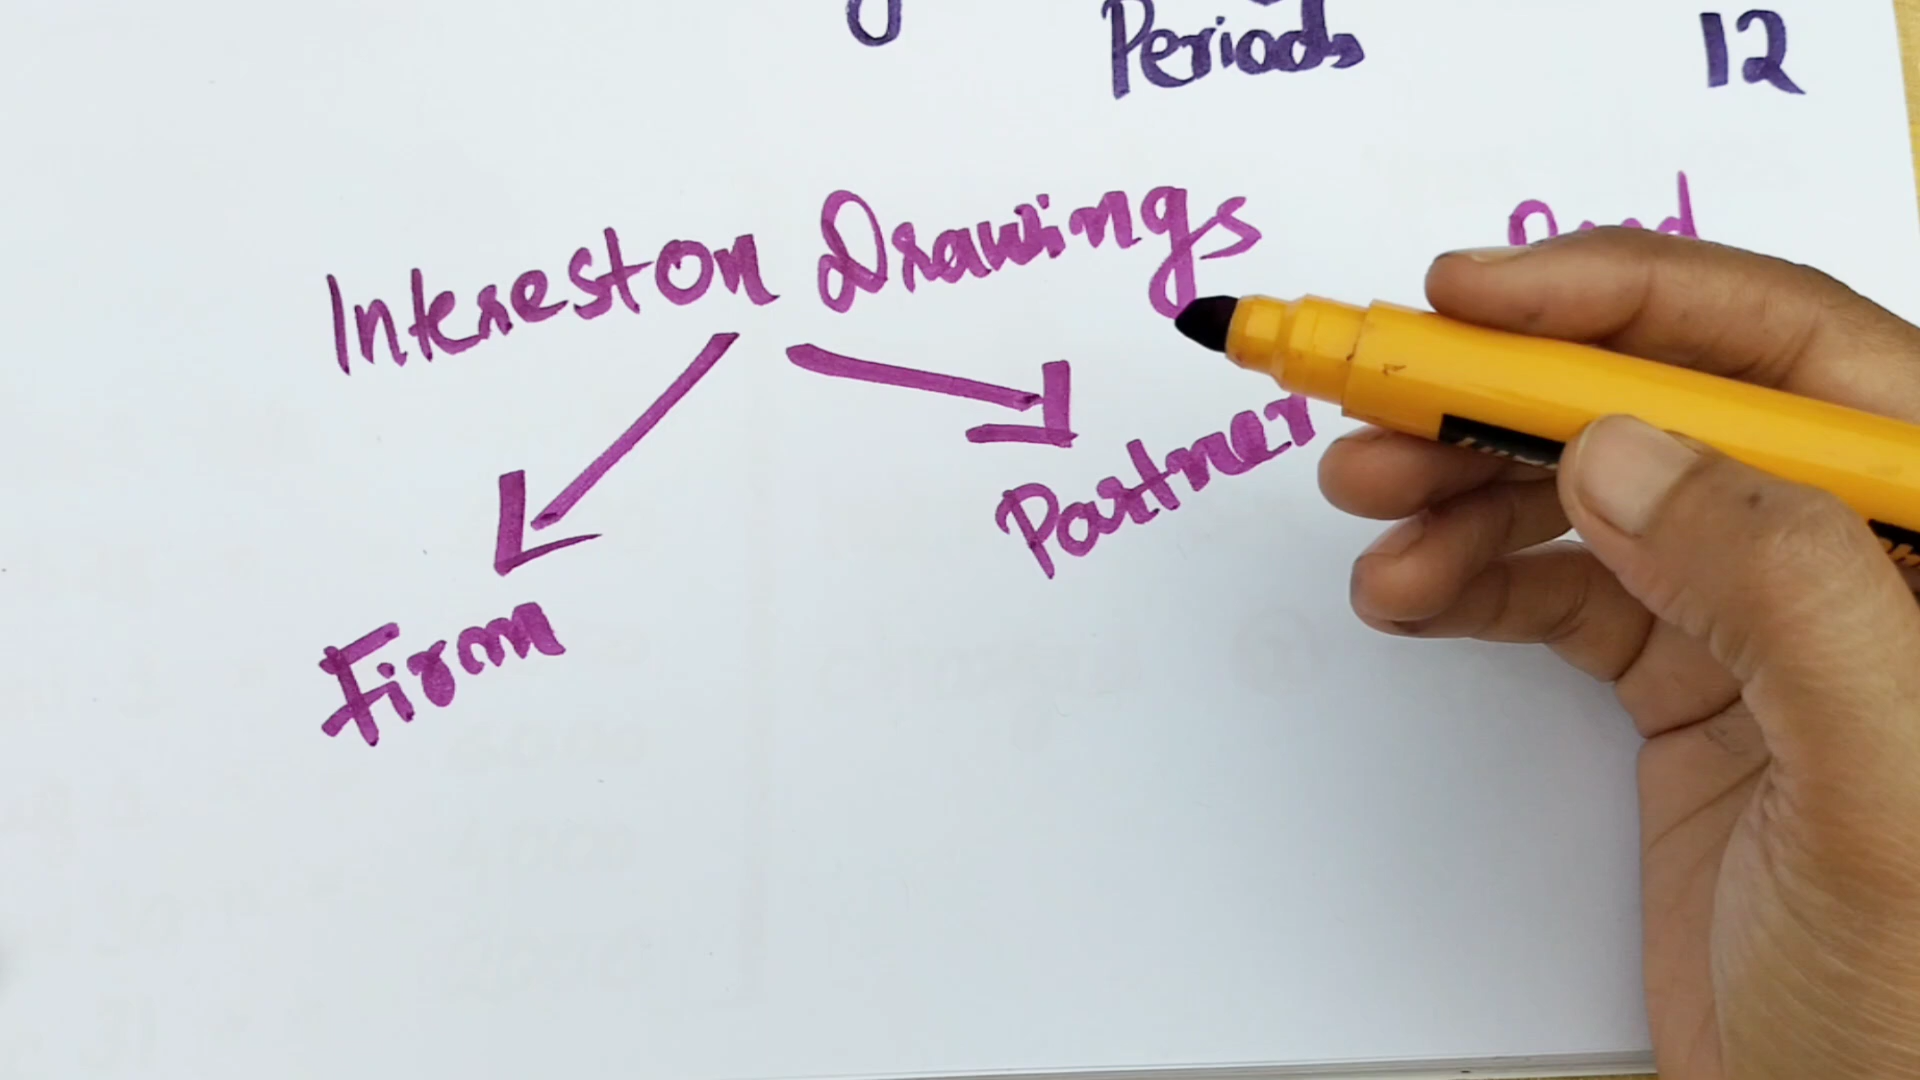 Periods 12
Interest on Drawings
Partner
Firm